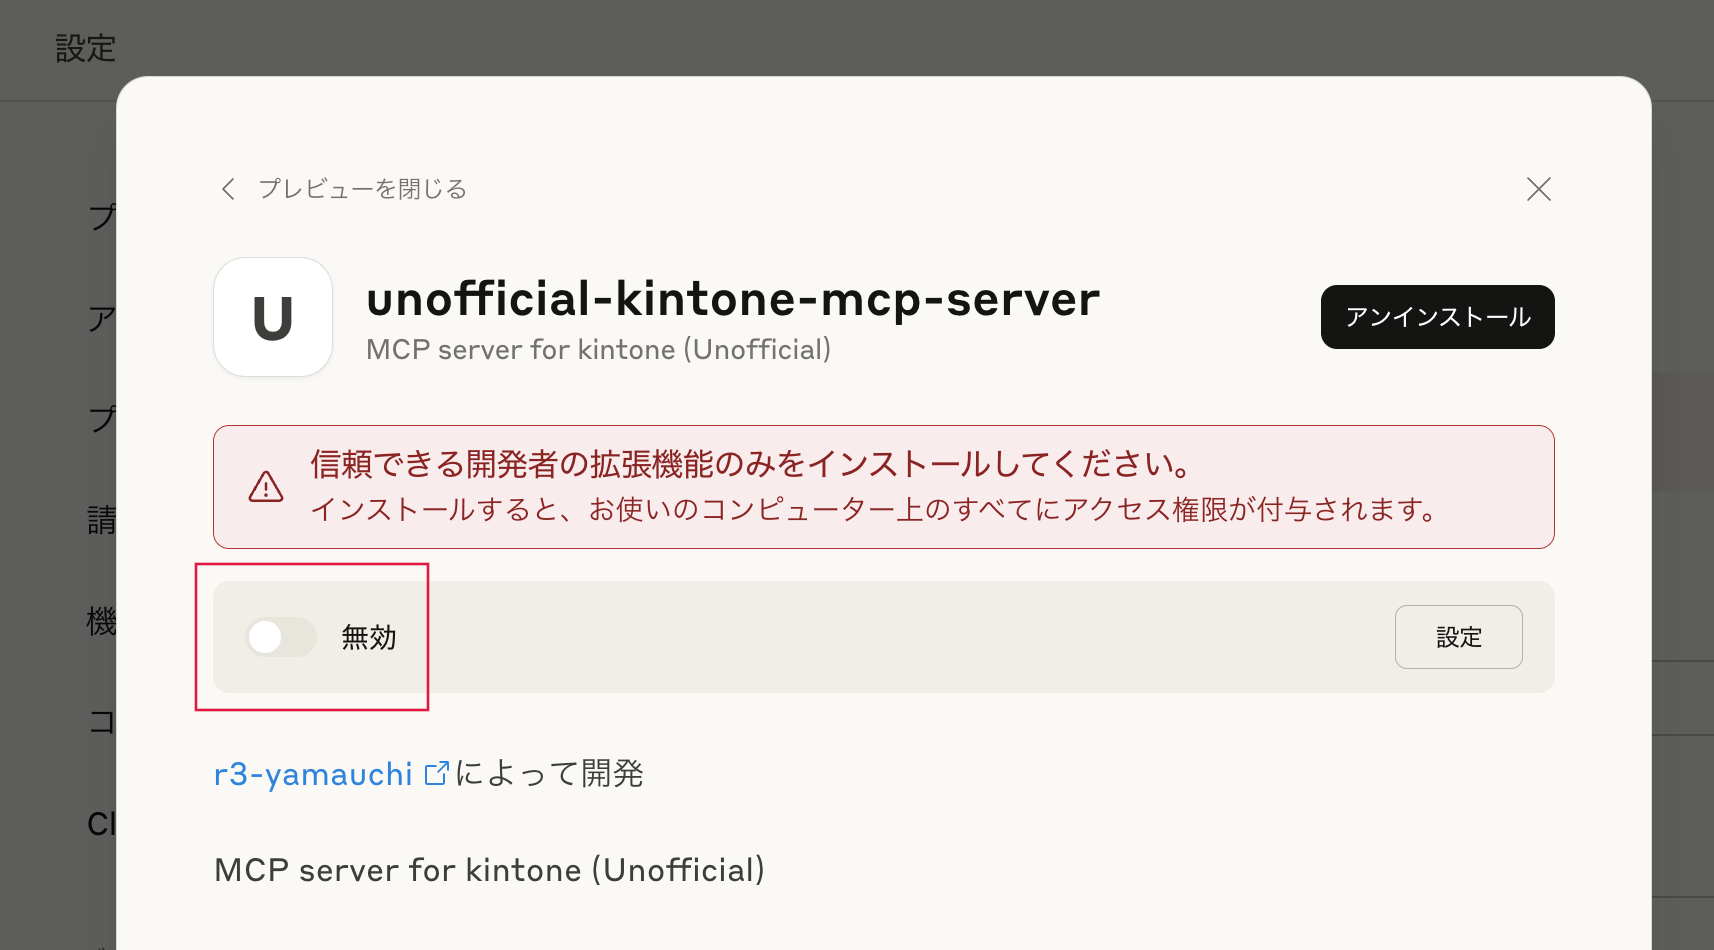 設定
プレビューを閉じる
U
unofficial-kintone-mcp-server
MCP server for kintone (Unofficial)
アンインストール
信頼できる開発者の拡張機能のみをインストールしてください。
インストールすると、お使いのコンピューター上のすべてにアクセス権限が付与されます。
無効
設定
r3-yamauchi によって開発
MCP server for kintone (Unofficial)
プ
ア
プ
請
機
コ
Cl